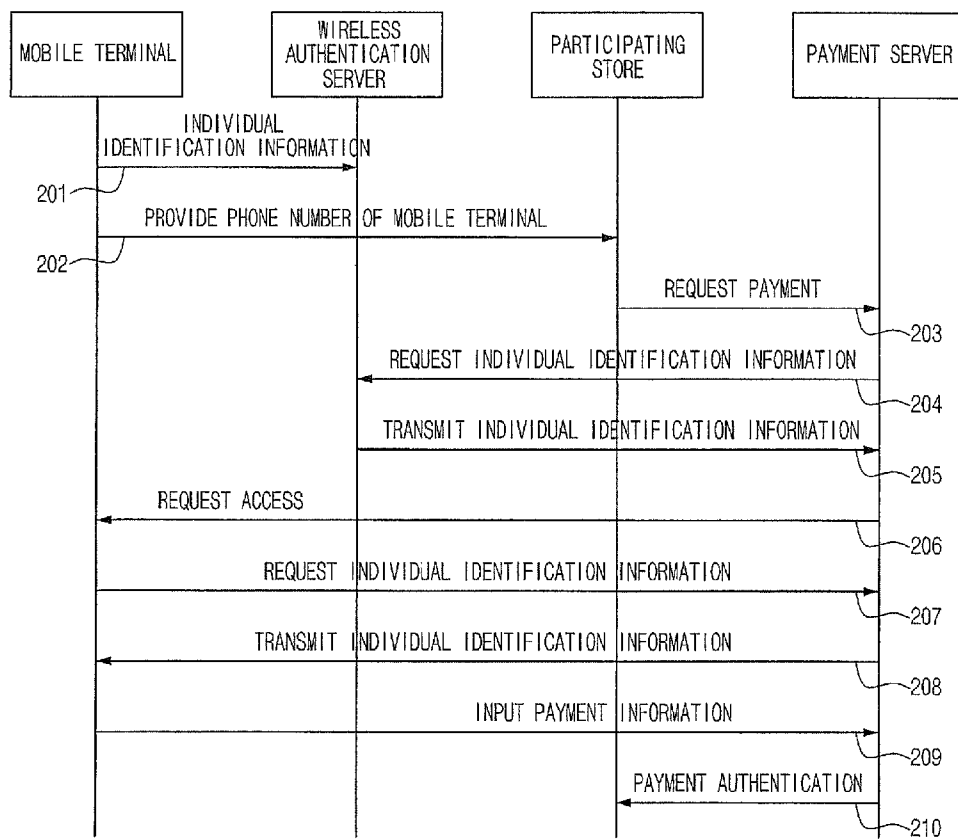 MOBILE TERMINAL
WIRELESS
AUTHENTICATION
SERVER
PARTICIPATING
STORE
PAYMENT SERVER
INDIVIDUAL
IDENTIFICATION INFORMATION
201
PROVIDE PHONE NUMBER OF MOBILE TERMINAL
202
REQUEST PAYMENT
203
REQUEST INDIVIDUAL IDENTIFICATION INFORMATION
204
TRANSMIT INDIVIDUAL IDENTIFICATION INFORMATION
205
REQUEST ACCESS
206
REQUEST INDIVIDUAL IDENTIFICATION INFORMATION
207
TRANSMIT INDIVIDUAL IDENTIFICATION INFORMATION
208
INPUT PAYMENT INFORMATION
209
PAYMENT AUTHENTICATION
210